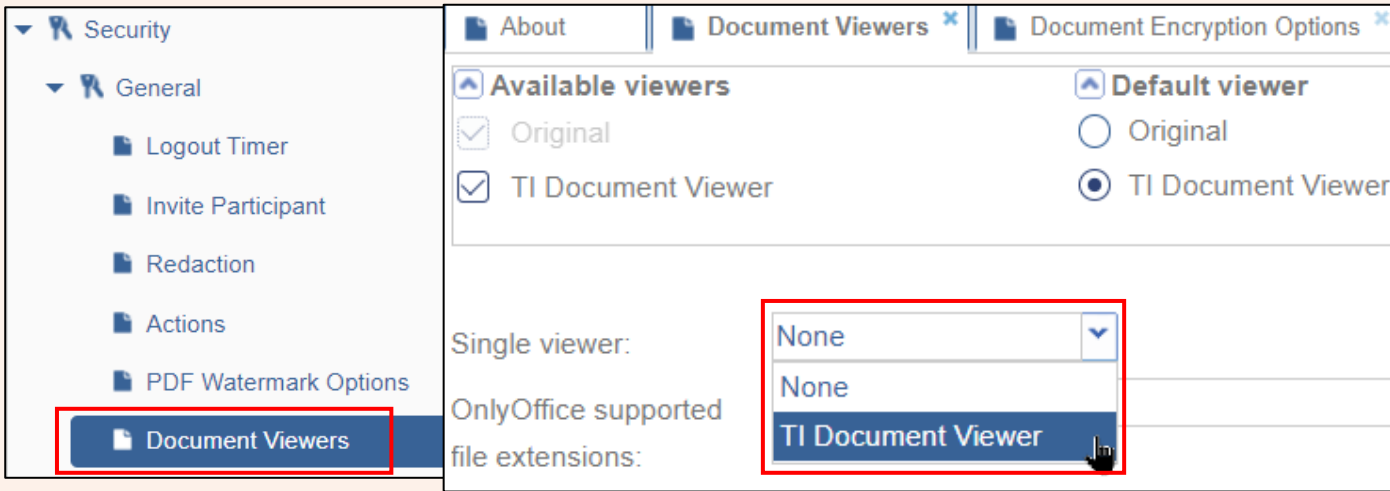 Security
General
Logout Timer
Invite Participant
Redaction
Actions
PDF Watermark Options
Document Viewers
About
Document Viewers
Document Encryption Options
Available viewers
Original
TI Document Viewer
Default viewer
Original
TI Document Viewer
Single viewer:
None
None
TI Document Viewer
OnlyOffice supported
file extensions: